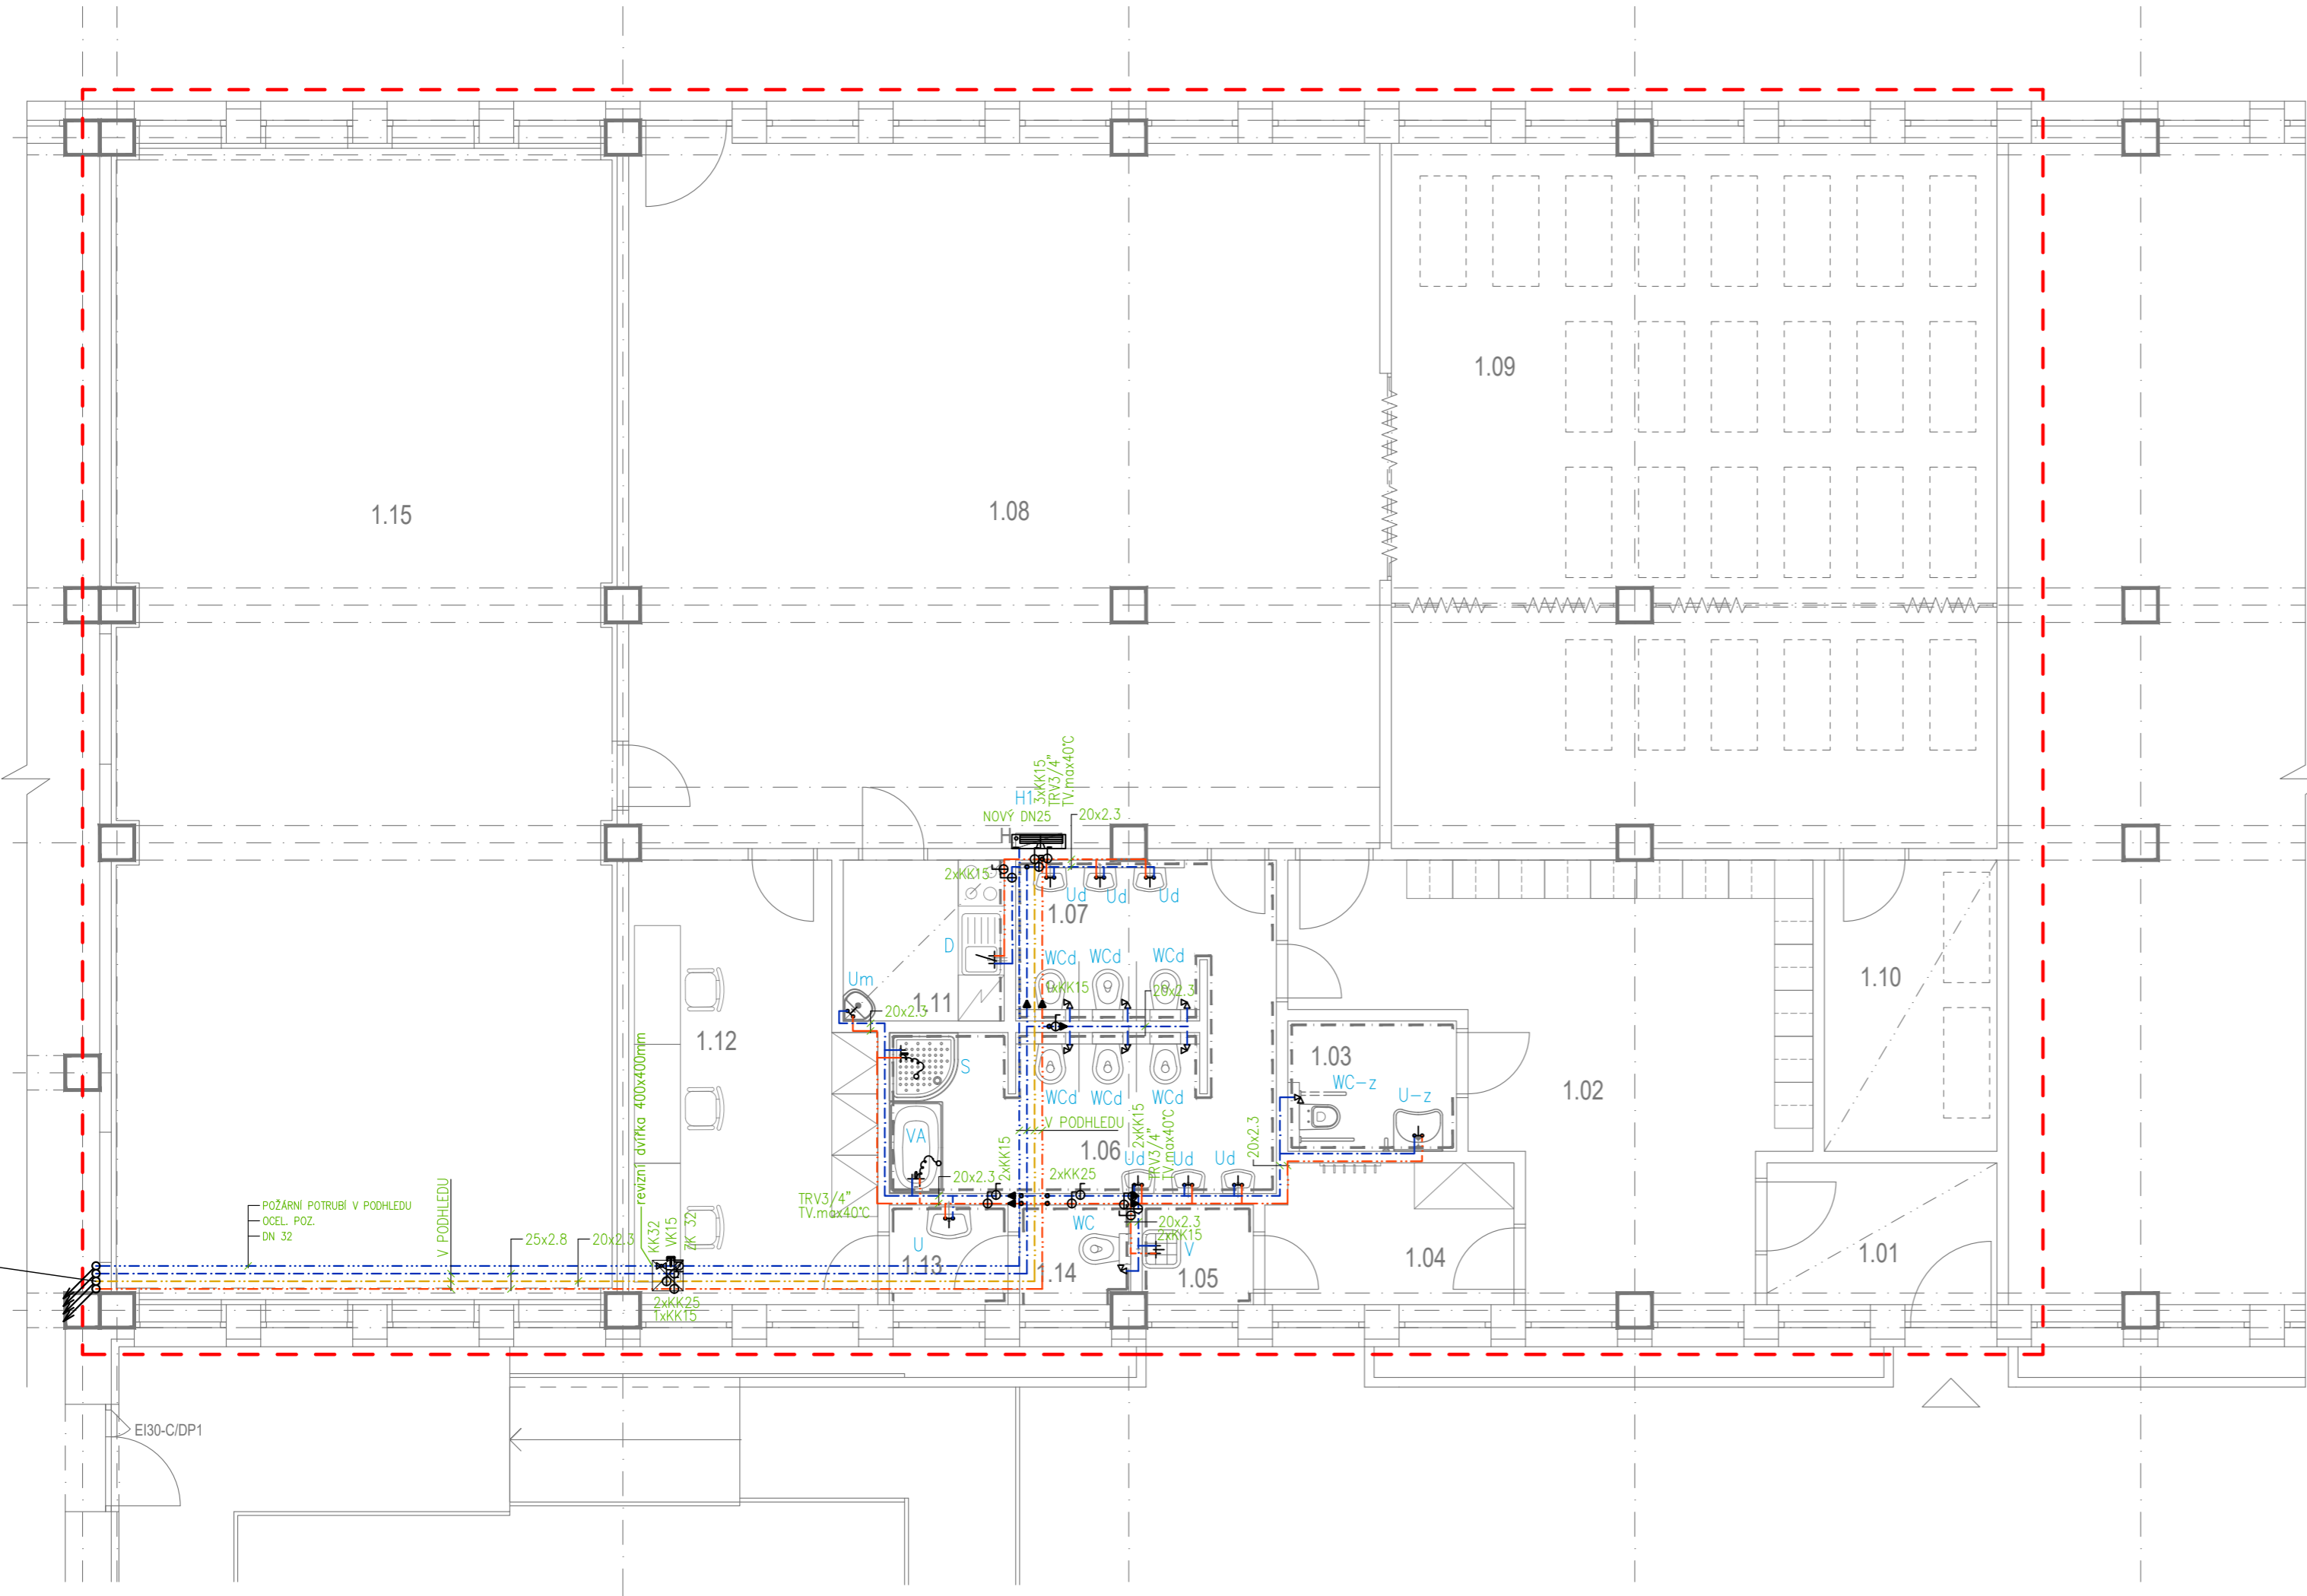 1.09
1.15
1.08
3xKK15
TRV3/4"
TV.max40°C
H1
NOVÝ DN25
20x2.3
H
2xKK15
Ud
Ud
Ud
1.07
D
WCd
WCd
WCd
1.10
Um
1.11
1xKK15
20x2.3
20x2.3
1.12
S
1.03
WC-z
U-z
1.02
revizní dvířka 400x400mm
WCd
WCd
WCd
V PODHLEDU
VA
1.06
2xKK15
TRV3/4"
TV.max40°C
20x2.3
2xKK15
Ud
Ud
Ud
20x2.3
2xKK25
V PODHLEDU
TRV3/4"
TV.max40°C
POŽÁRNÍ POTRUBÍ V PODHLEDU
OCEL. POZ.
DN 32
25x2.8
20x2.3
KK32
VK15
ZK 32
U
1.13
WC
1.14
20x2.3
2xKK15
V
1.05
1.04
1.01
2xKK25
1xKK15
EI30-C/DP1